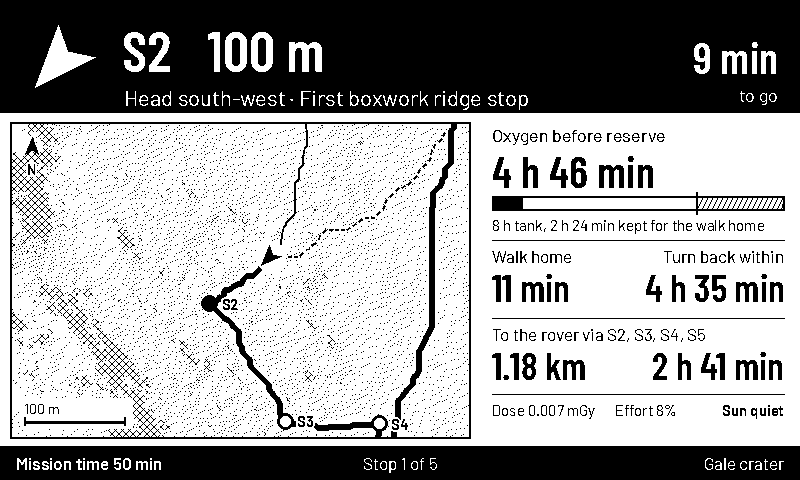 S2 100 m
9 min
Head south-west · First boxwork ridge stop
to go
N
S2
S3
S4
100 m
Oxygen before reserve
4 h 46 min
8 h tank, 2 h 24 min kept for the walk home
Walk home Turn back within
11 min 4 h 35 min
To the rover via S2, S3, S4, S5
1.18 km 2 h 41 min
Dose 0.007 mGy Effort 8% Sun quiet
Mission time 50 min Stop 1 of 5 Gale crater